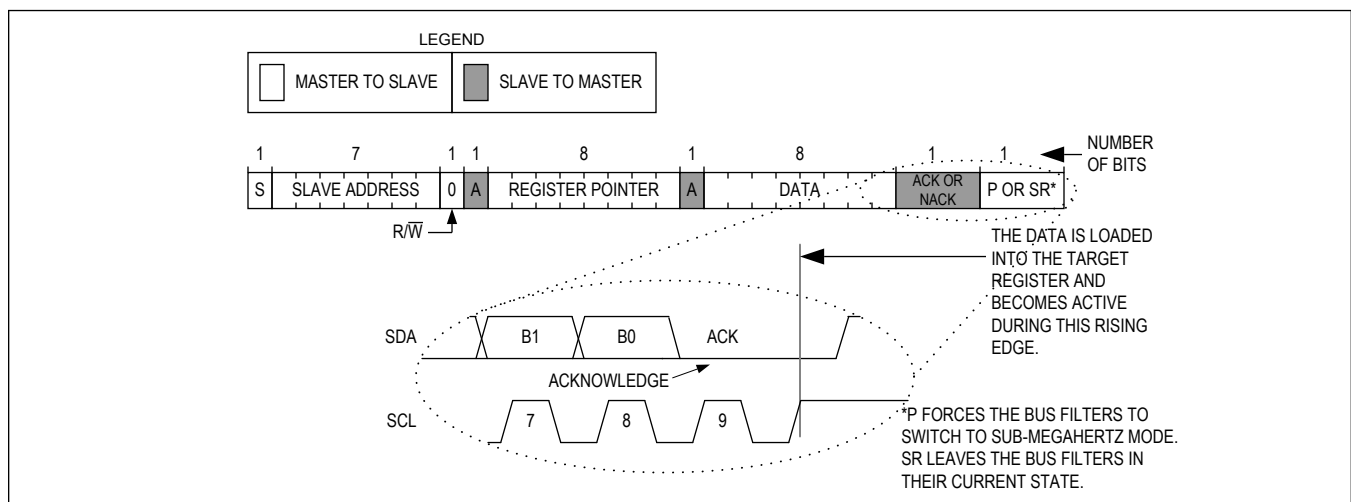 LEGEND
MASTER TO SLAVE
SLAVE TO MASTER
1 7 1 1 8 1 8 1 1
NUMBER
OF BITS
S SLAVE ADDRESS 0 A REGISTER POINTER A DATA ACK OR
NACK P OR SR*
R/W̅
THE DATA IS LOADED
INTO THE TARGET
REGISTER AND
BECOMES ACTIVE
DURING THIS RISING
EDGE.
SDA B1 B0 ACK
ACKNOWLEDGE
SCL 7 8 9
*P FORCES THE BUS FILTERS TO
SWITCH TO SUB-MEGAHERTZ MODE.
SR LEAVES THE BUS FILTERS IN
THEIR CURRENT STATE.